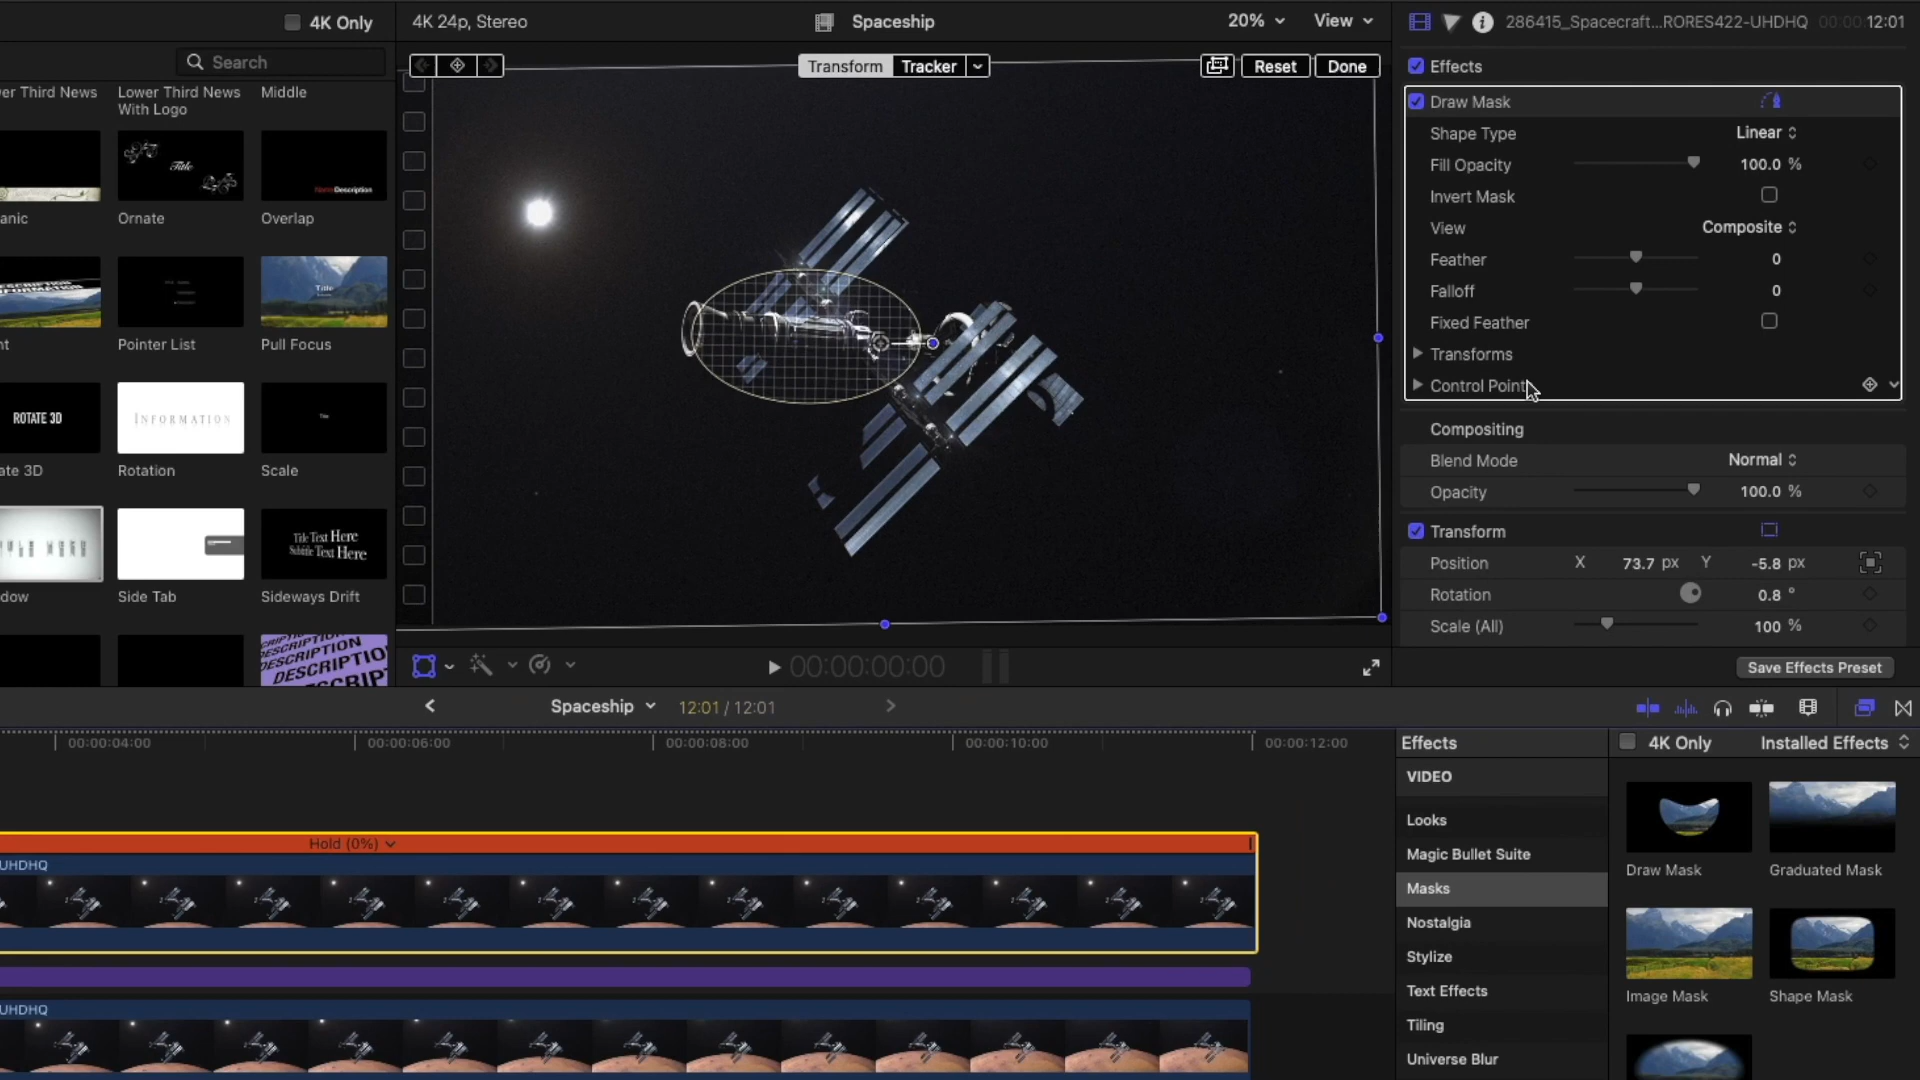 4K Only
4K 24p, Stereo
Spaceship
20%
View
286415_Spacecraft...RORES422-UHDHQ
00:00:12:01
Search
Transform
Tracker
Reset
Done
Effects
er Third News
Lower Third News
With Logo
Middle
Title
anic
Ornate
Overlap
Title
nt
Pointer List
Pull Focus
ROTATE 3D
INFORMATION
Title
ate 3D
Rotation
Scale
Title Text Here
Subtitle Text Here
dow
Side Tab
Sideways Drift
DESCRIPTION
Draw Mask
Shape Type
Linear
Fill Opacity
100.0 %
Invert Mask
View
Composite
Feather
0
Falloff
0
Fixed Feather
Transforms
Control Point
Compositing
Blend Mode
Normal
Opacity
100.0 %
Transform
Position
X
73.7 px
Y
-5.8 px
Rotation
0.8 °
Scale (All)
100 %
Save Effects Preset
00:00:00:00
Spaceship
12:01 / 12:01
00:00:04:00
00:00:06:00
00:00:08:00
00:00:10:00
00:00:12:00
Hold (0%)
UHDHQ
UHDHQ
Effects
4K Only
Installed Effects
VIDEO
Looks
Magic Bullet Suite
Masks
Nostalgia
Stylize
Text Effects
Tiling
Universe Blur
Draw Mask
Graduated Mask
Image Mask
Shape Mask